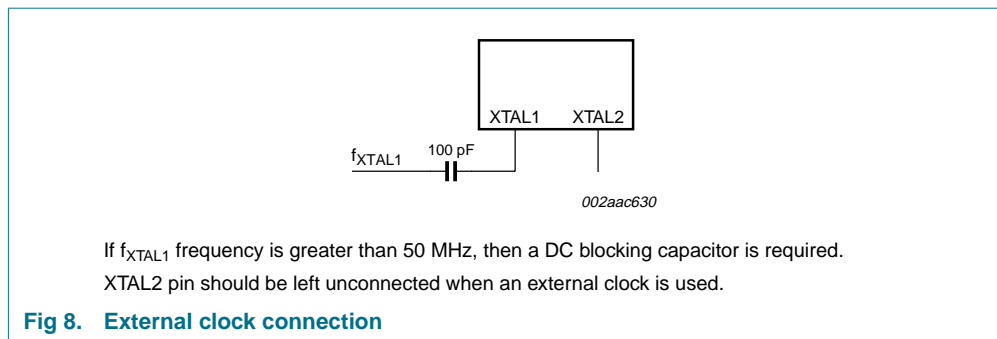 XTAL1 XTAL2
fXTAL1 100 pF
002aac630
If fXTAL1 frequency is greater than 50 MHz, then a DC blocking capacitor is required.
XTAL2 pin should be left unconnected when an external clock is used.
Fig 8. External clock connection